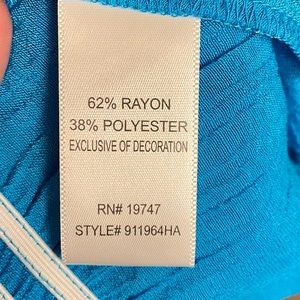 62% RAYON
38% POLYESTER
EXCLUSIVE OF DECORATION
RN# 19747
STYLE# 911964HA